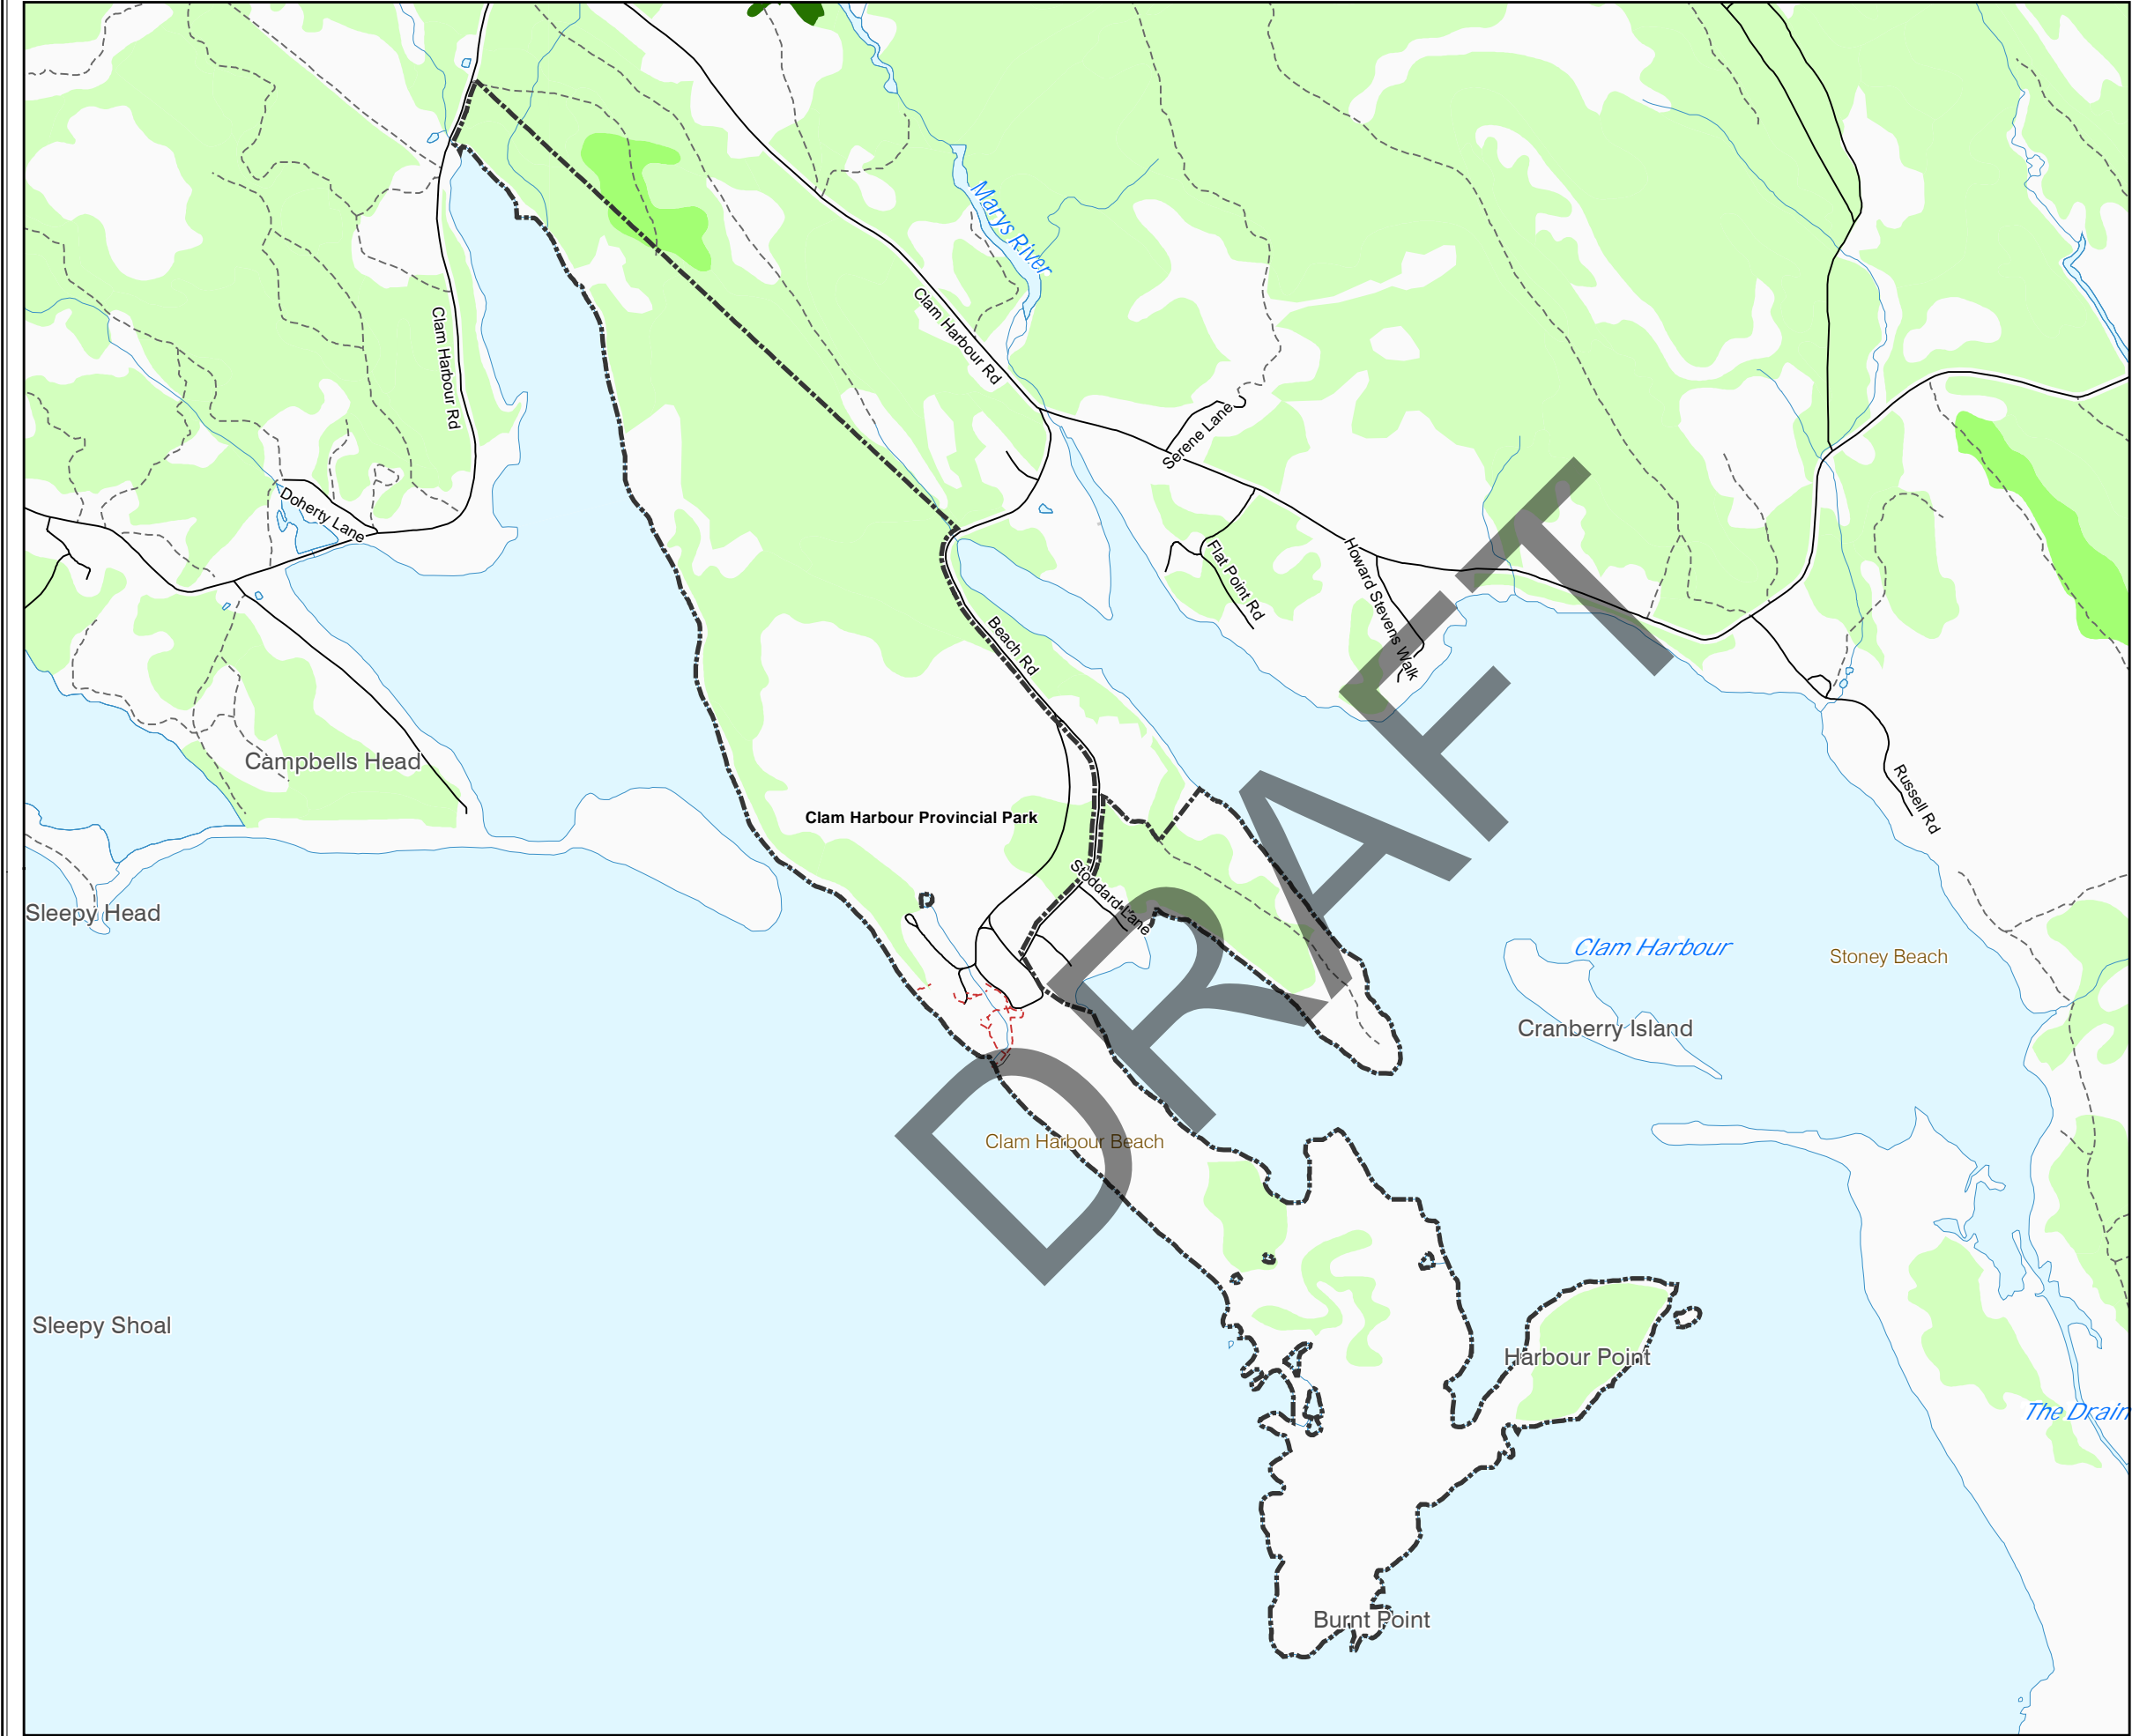 Marys River
Clam Harbour Rd
Clam Harbour Rd
Serene Lane
Doherty Lane
Flat Point Rd
Howard Stevens Walk
Beach Rd
Campbells Head
Russell Rd
Clam Harbour Provincial Park
Stoddard Lane
Sleepy Head
Clam Harbour
Stoney Beach
Cranberry Island
DRAFT
Clam Harbour Beach
Sleepy Shoal
Harbour Point
The Drain
Burnt Point